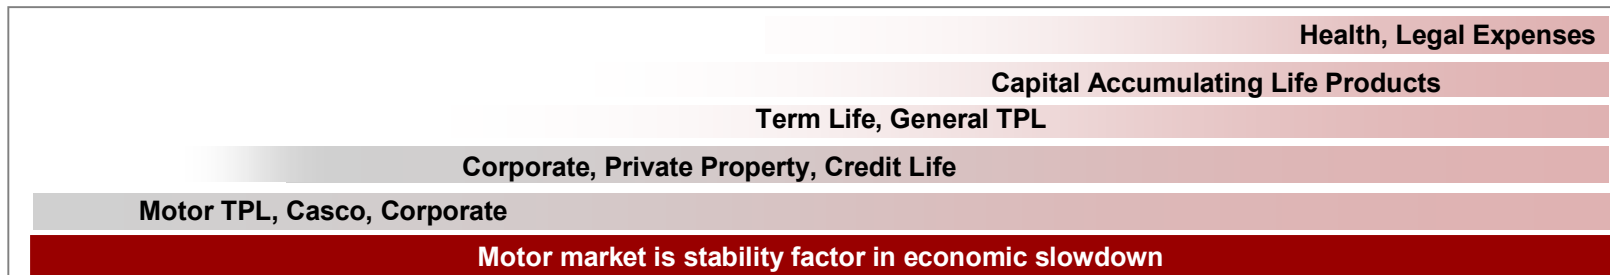 Health, Legal Expenses
Capital Accumulating Life Products
Term Life, General TPL
Corporate, Private Property, Credit Life
Motor TPL, Casco, Corporate
Motor market is stability factor in economic slowdown